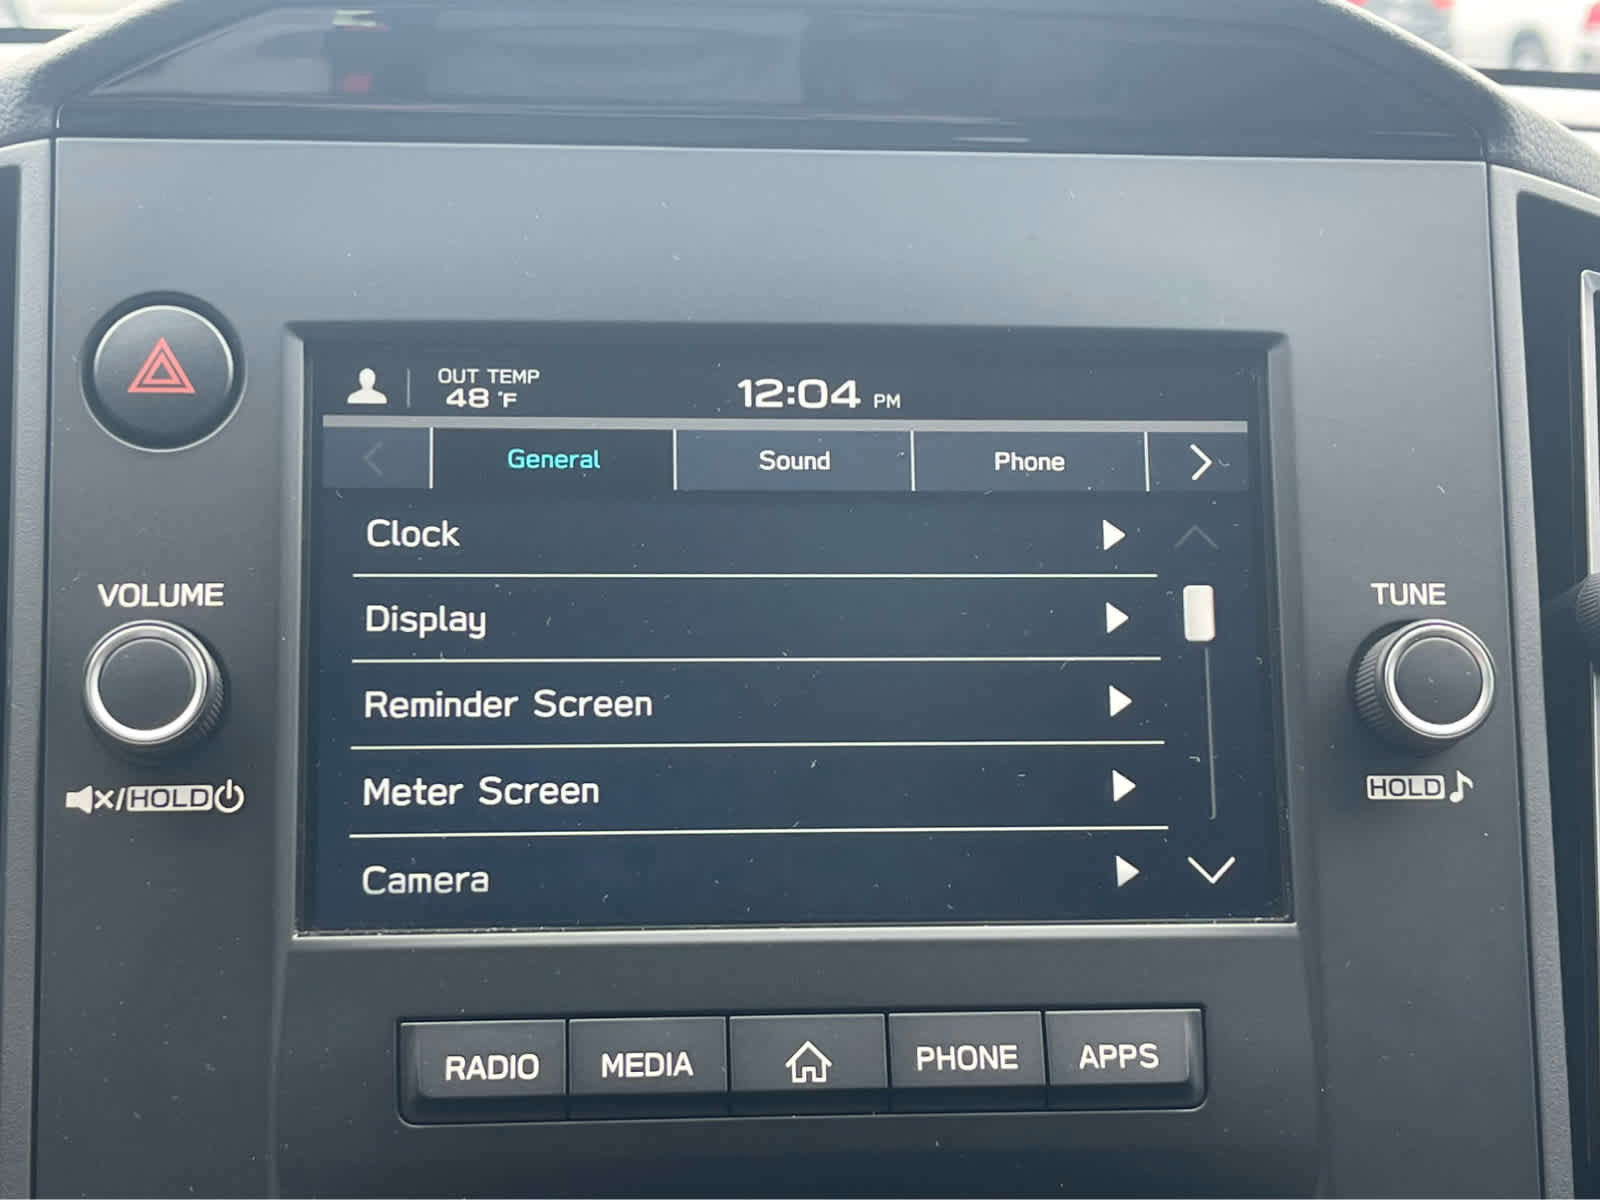 OUT TEMP
48 °F
12:04 PM
General
Sound
Phone
Clock
Display
Reminder Screen
Meter Screen
Camera
VOLUME
/HOLD
TUNE
HOLD
RADIO
MEDIA
PHONE
APPS